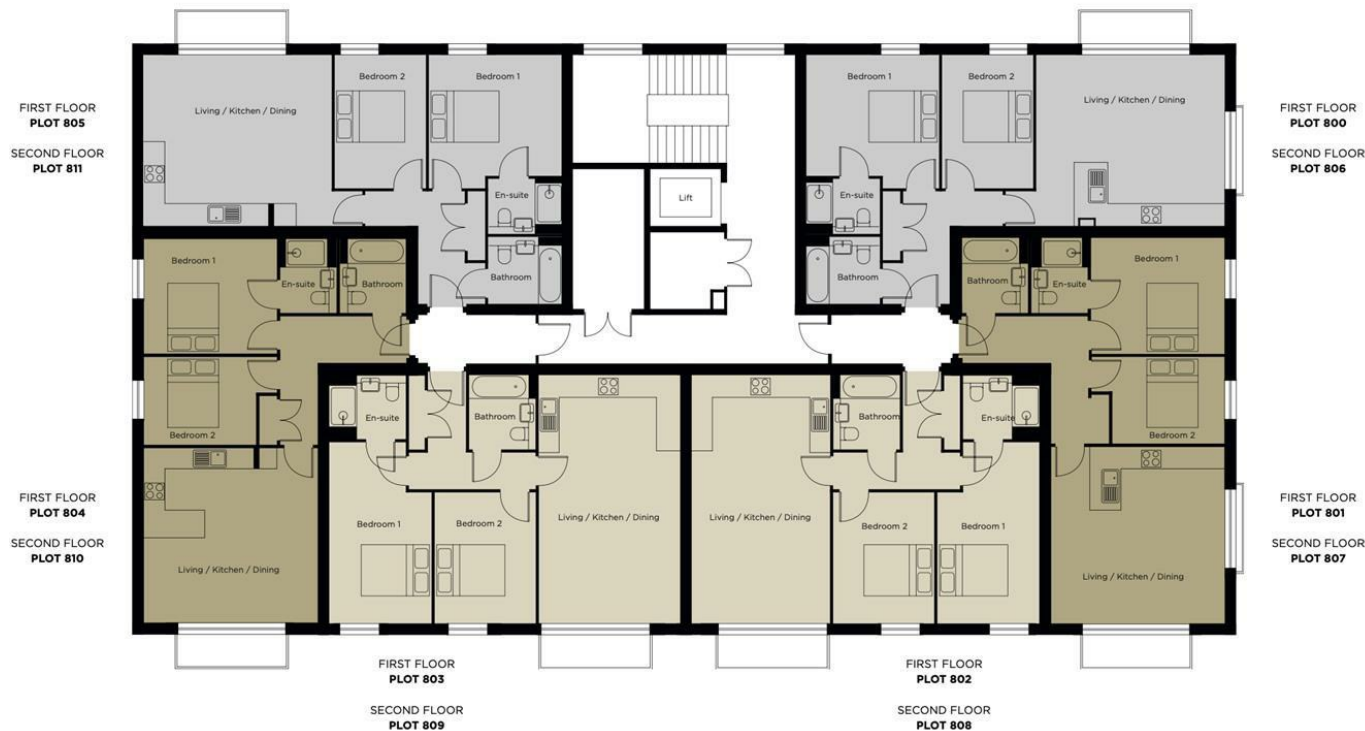 FIRST FLOOR
PLOT 805
SECOND FLOOR
PLOT 811
Living / Kitchen / Dining
Bedroom 2
Bedroom 1
En-suite
Bathroom
Lift
Bedroom 1
Bedroom 2
Living / Kitchen / Dining
En-suite
Bathroom
FIRST FLOOR
PLOT 800
SECOND FLOOR
PLOT 806
Bedroom 1
En-suite
Bathroom
Bedroom 2
Living / Kitchen / Dining
FIRST FLOOR
PLOT 804
SECOND FLOOR
PLOT 810
En-suite
Bathroom
Bedroom 1
Bedroom 2
Living / Kitchen / Dining
FIRST FLOOR
PLOT 803
SECOND FLOOR
PLOT 809
Bathroom
En-suite
Living / Kitchen / Dining
Bedroom 2
Bedroom 1
FIRST FLOOR
PLOT 802
SECOND FLOOR
PLOT 808
Bathroom
En-suite
Bedroom 1
Bedroom 2
Living / Kitchen / Dining
FIRST FLOOR
PLOT 801
SECOND FLOOR
PLOT 807